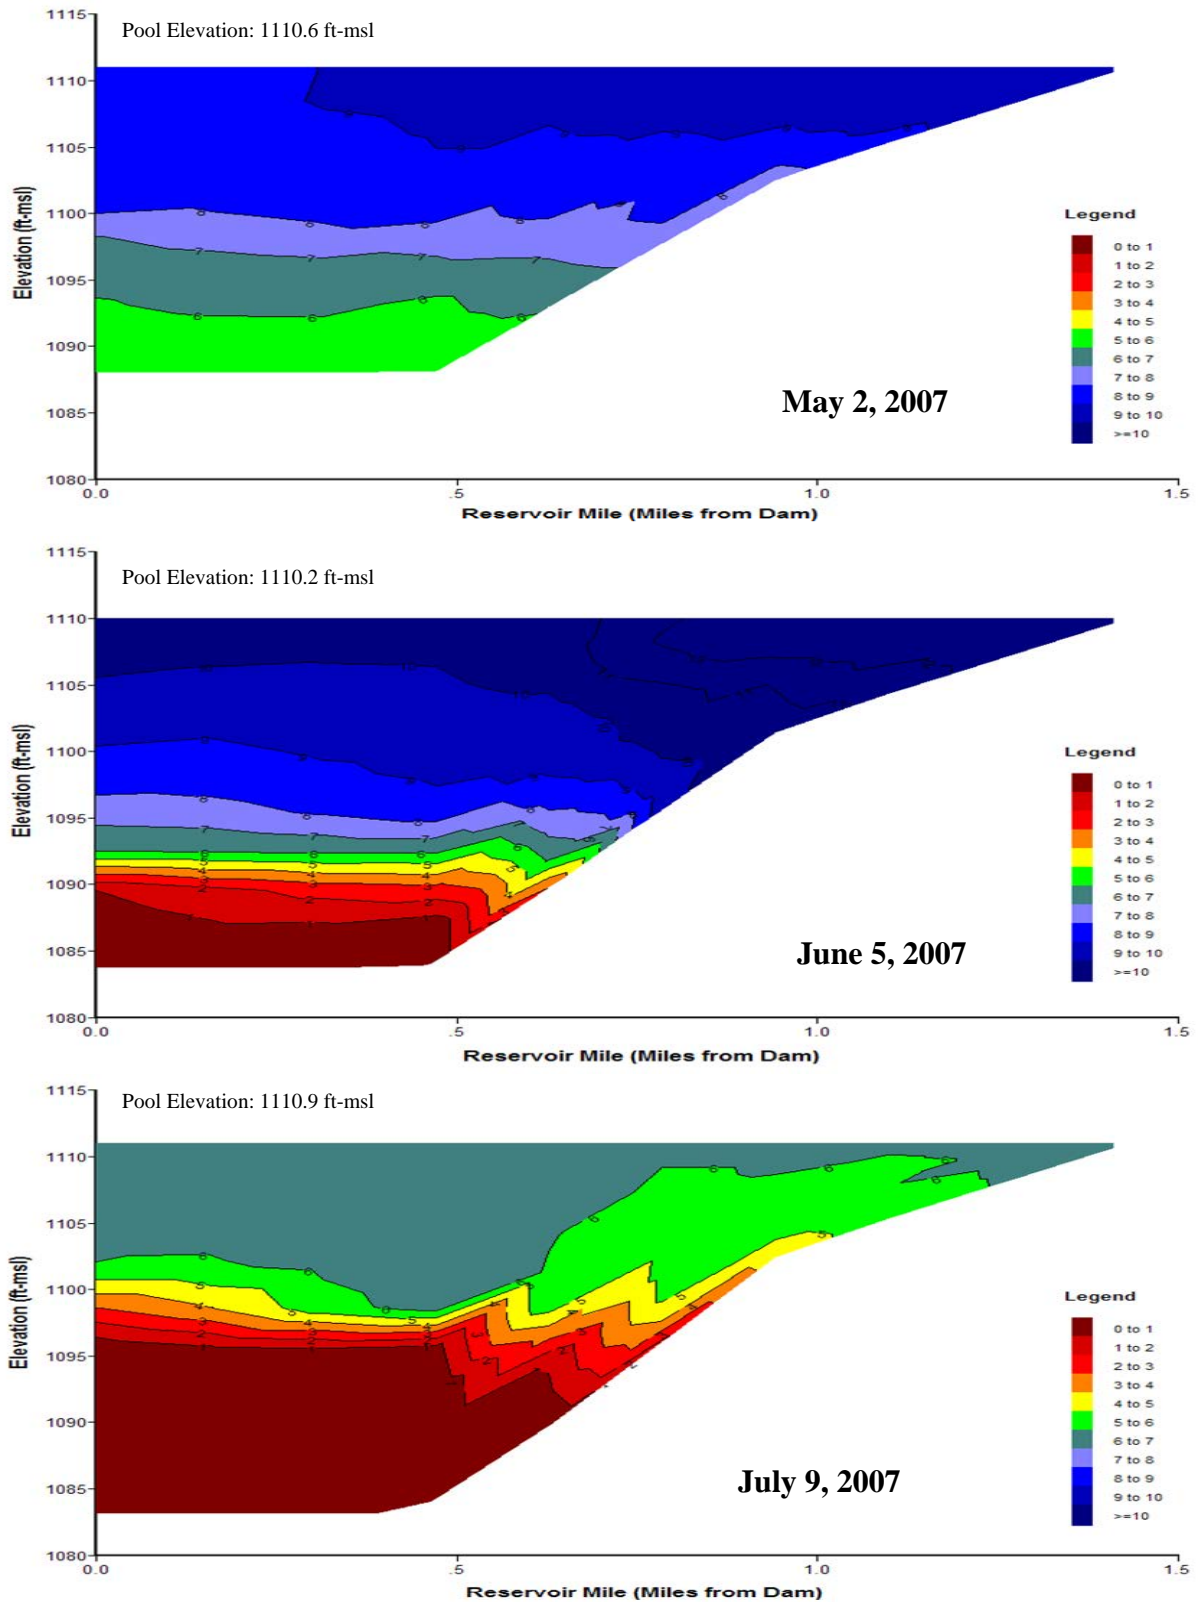 1115
Pool Elevation: 1110.6 ft-msl
1110
1105
1100
1095
1090
1085
1080
Elevation (ft-msl)
Legend
0 to 1
1 to 2
2 to 3
3 to 4
4 to 5
5 to 6
6 to 7
7 to 8
8 to 9
9 to 10
>=10
May 2, 2007
0.0 .5 1.0 1.5
Reservoir Mile (Miles from Dam)
1115
Pool Elevation: 1110.2 ft-msl
1110
1105
1100
1095
1090
1085
1080
Elevation (ft-msl)
Legend
0 to 1
1 to 2
2 to 3
3 to 4
4 to 5
5 to 6
6 to 7
7 to 8
8 to 9
9 to 10
>=10
June 5, 2007
0.0 .5 1.0 1.5
Reservoir Mile (Miles from Dam)
1115
Pool Elevation: 1110.9 ft-msl
1110
1105
1100
1095
1090
1085
1080
Elevation (ft-msl)
Legend
0 to 1
1 to 2
2 to 3
3 to 4
4 to 5
5 to 6
6 to 7
7 to 8
8 to 9
9 to 10
>=10
July 9, 2007
0.0 .5 1.0 1.5
Reservoir Mile (Miles from Dam)